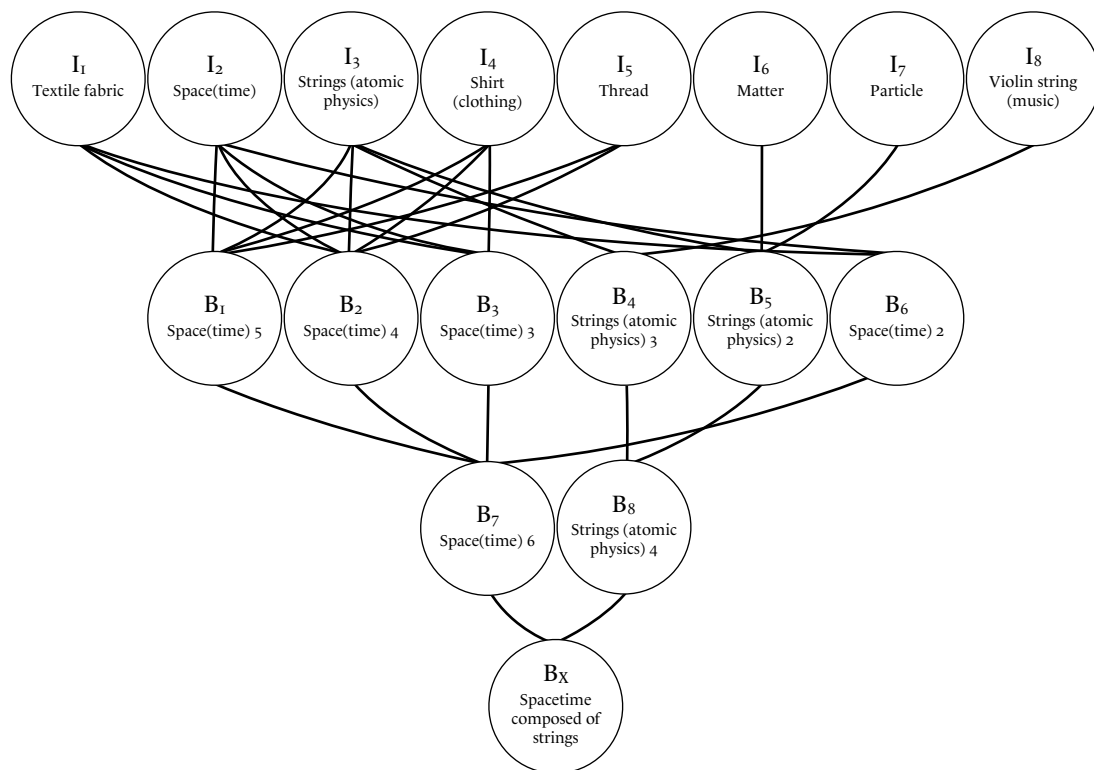 I₁
Textile fabric
I₂
Space(time)
I₃
Strings (atomic
physics)
I₄
Shirt
(clothing)
I₅
Thread
I₆
Matter
I₇
Particle
I₈
Violin string
(music)
B₁
Space(time) 5
B₂
Space(time) 4
B₃
Space(time) 3
B₄
Strings (atomic
physics) 3
B₅
Strings (atomic
physics) 2
B₆
Space(time) 2
B₇
Space(time) 6
B₈
Strings (atomic
physics) 4
Bx
Spacetime
composed of
strings